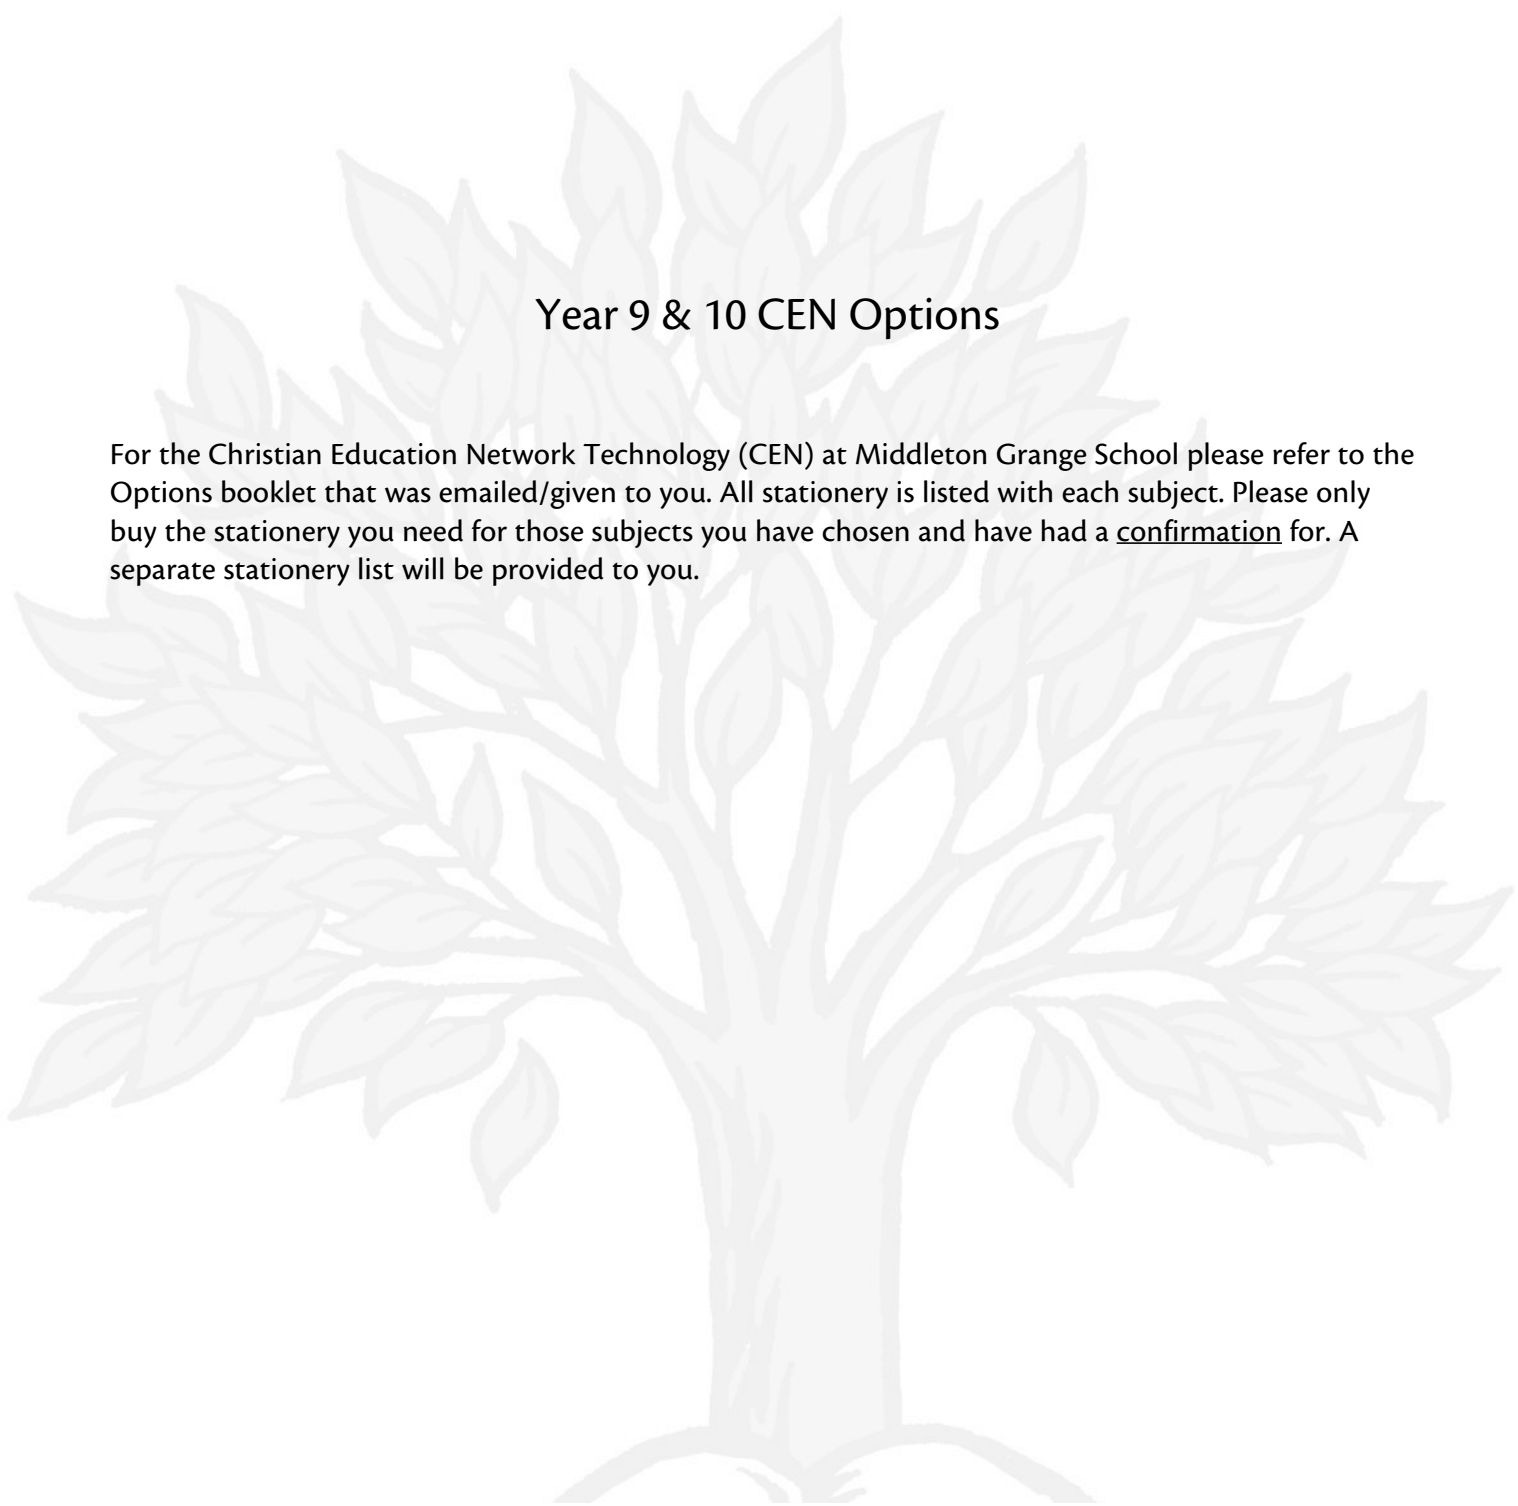 Year 9 & 10 CEN Options
For the Christian Education Network Technology (CEN) at Middleton Grange School please refer to the
Options booklet that was emailed/given to you. All stationery is listed with each subject. Please only
buy the stationery you need for those subjects you have chosen and have had a confirmation for. A
separate stationery list will be provided to you.